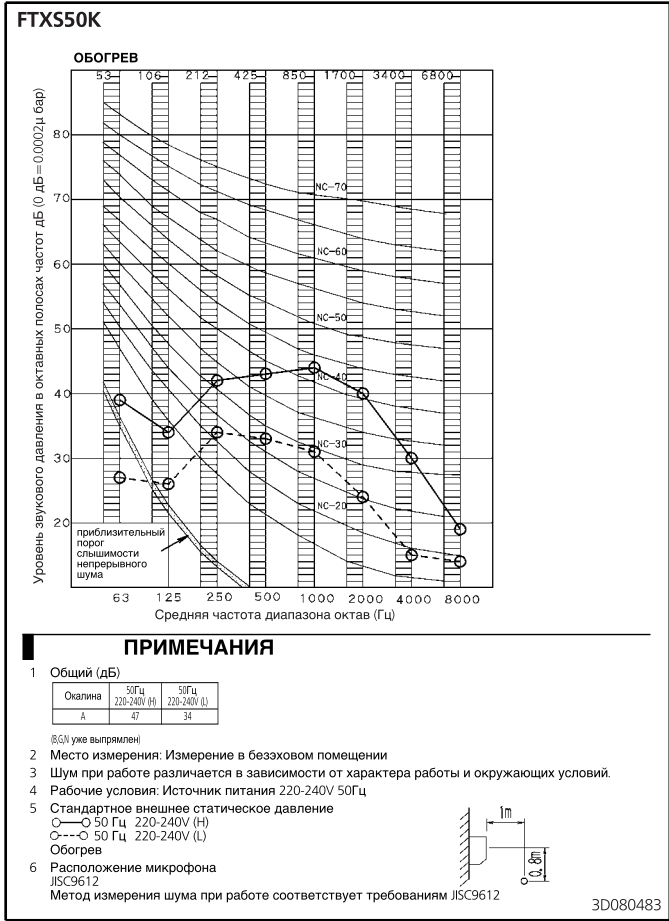 FTXS50K
ОБОГРЕВ
53 106 212 425 850 1700 3400 6800
Уровень звукового давления в октавных полосах частот дБ (0 дБ=0.0002μ бар)
80
70
60
50
40
30
20
NC-70
NC-60
NC-50
NC-40
NC-30
NC-20
приблизительный
порог
слышимости
непрерывного
шума
63 125 250 500 1000 2000 4000 8000
Средняя частота диапазона октав (Гц)
ПРИМЕЧАНИЯ
1 Общий (дБ)
Окалина 50Гц 220-240V (H) 50Гц 220-240V (L)
A 47 34
(B,G,N уже выпрямлен)
2 Место измерения: Измерение в безэховом помещении
3 Шум при работе различается в зависимости от характера работы и окружающих условий.
4 Рабочие условия: Источник питания 220-240V 50Гц
5 Стандартное внешнее статическое давление
50 Гц 220-240V (H)
50 Гц 220-240V (L)
Обогрев
6 Расположение микрофона
JISC9612
Метод измерения шума при работе соответствует требованиям JISC9612
1m
0.8m
3D080483